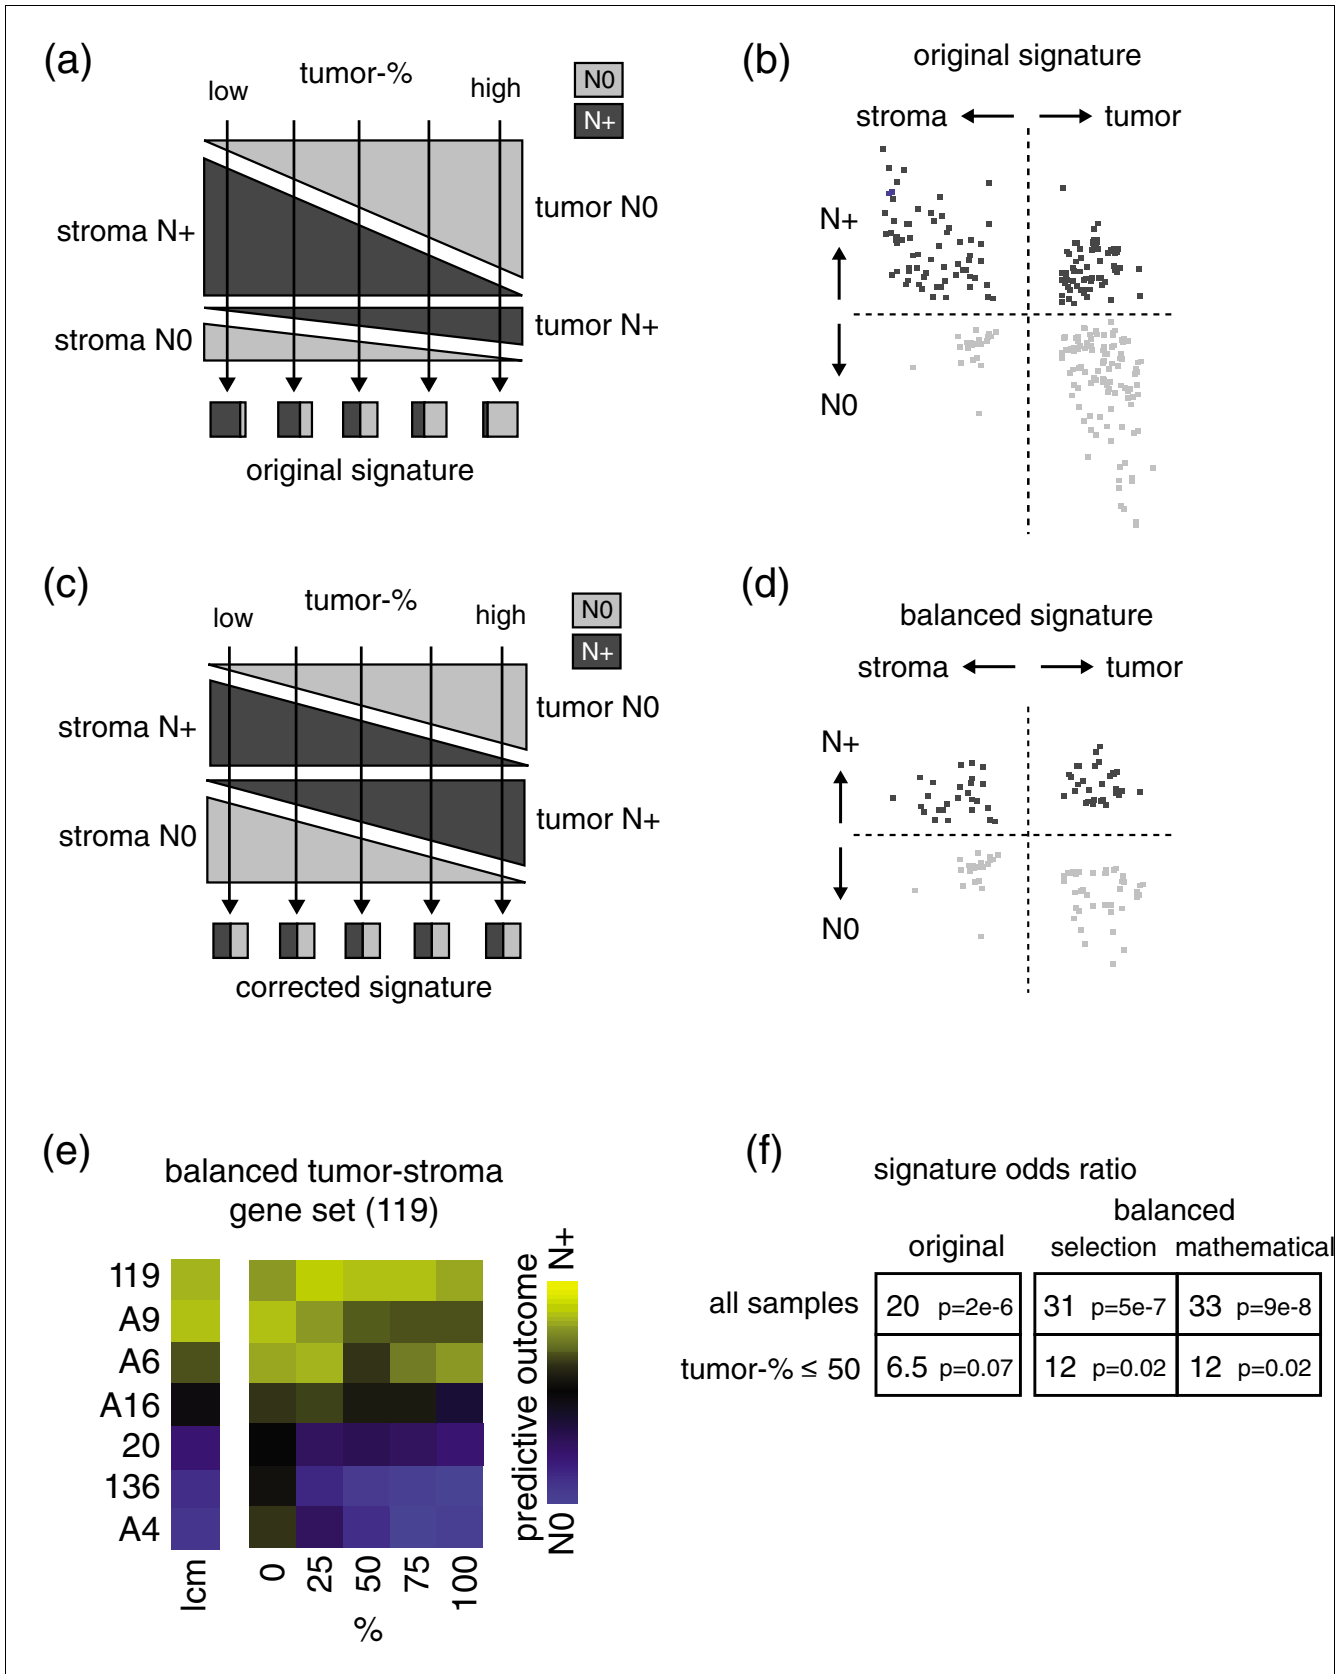 (a)
tumor-%
low
high
N0
N+
stroma N+
tumor N0
stroma N0
tumor N+
original signature
(b)
original signature
stroma
tumor
N+
N0
(c)
tumor-%
low
high
N0
N+
stroma N+
tumor N0
stroma N0
tumor N+
corrected signature
(d)
balanced signature
stroma
tumor
N+
N0
(e)
balanced tumor-stroma
gene set (119)
119
A9
A6
A16
20
136
A4
lcm
0
25
50
75
100
%
predictive outcome
N+
N0
(f)
signature odds ratio
balanced
original
selection
mathematical
all samples
20 p=2e-6
31 p=5e-7
33 p=9e-8
tumor-% ≤ 50
6.5 p=0.07
12 p=0.02
12 p=0.02